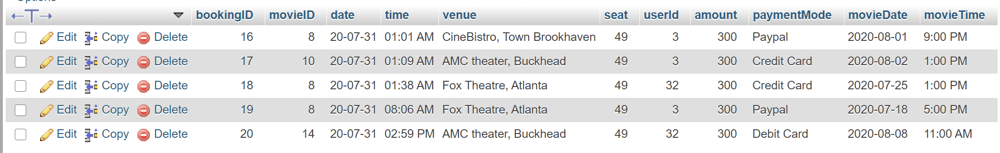 Options
bookingID movieID date time venue seat userId amount paymentMode movieDate movieTime
Edit Copy Delete 16 8 20-07-31 01:01 AM CineBistro, Town Brookhaven 49 3 300 Paypal 2020-08-01 9:00 PM
Edit Copy Delete 17 10 20-07-31 01:09 AM AMC theater, Buckhead 49 3 300 Credit Card 2020-08-02 1:00 PM
Edit Copy Delete 18 8 20-07-31 01:38 AM Fox Theatre, Atlanta 49 32 300 Credit Card 2020-07-25 1:00 PM
Edit Copy Delete 19 8 20-07-31 08:06 AM Fox Theatre, Atlanta 49 3 300 Paypal 2020-07-18 5:00 PM
Edit Copy Delete 20 14 20-07-31 02:59 PM AMC theater, Buckhead 49 32 300 Debit Card 2020-08-08 11:00 AM